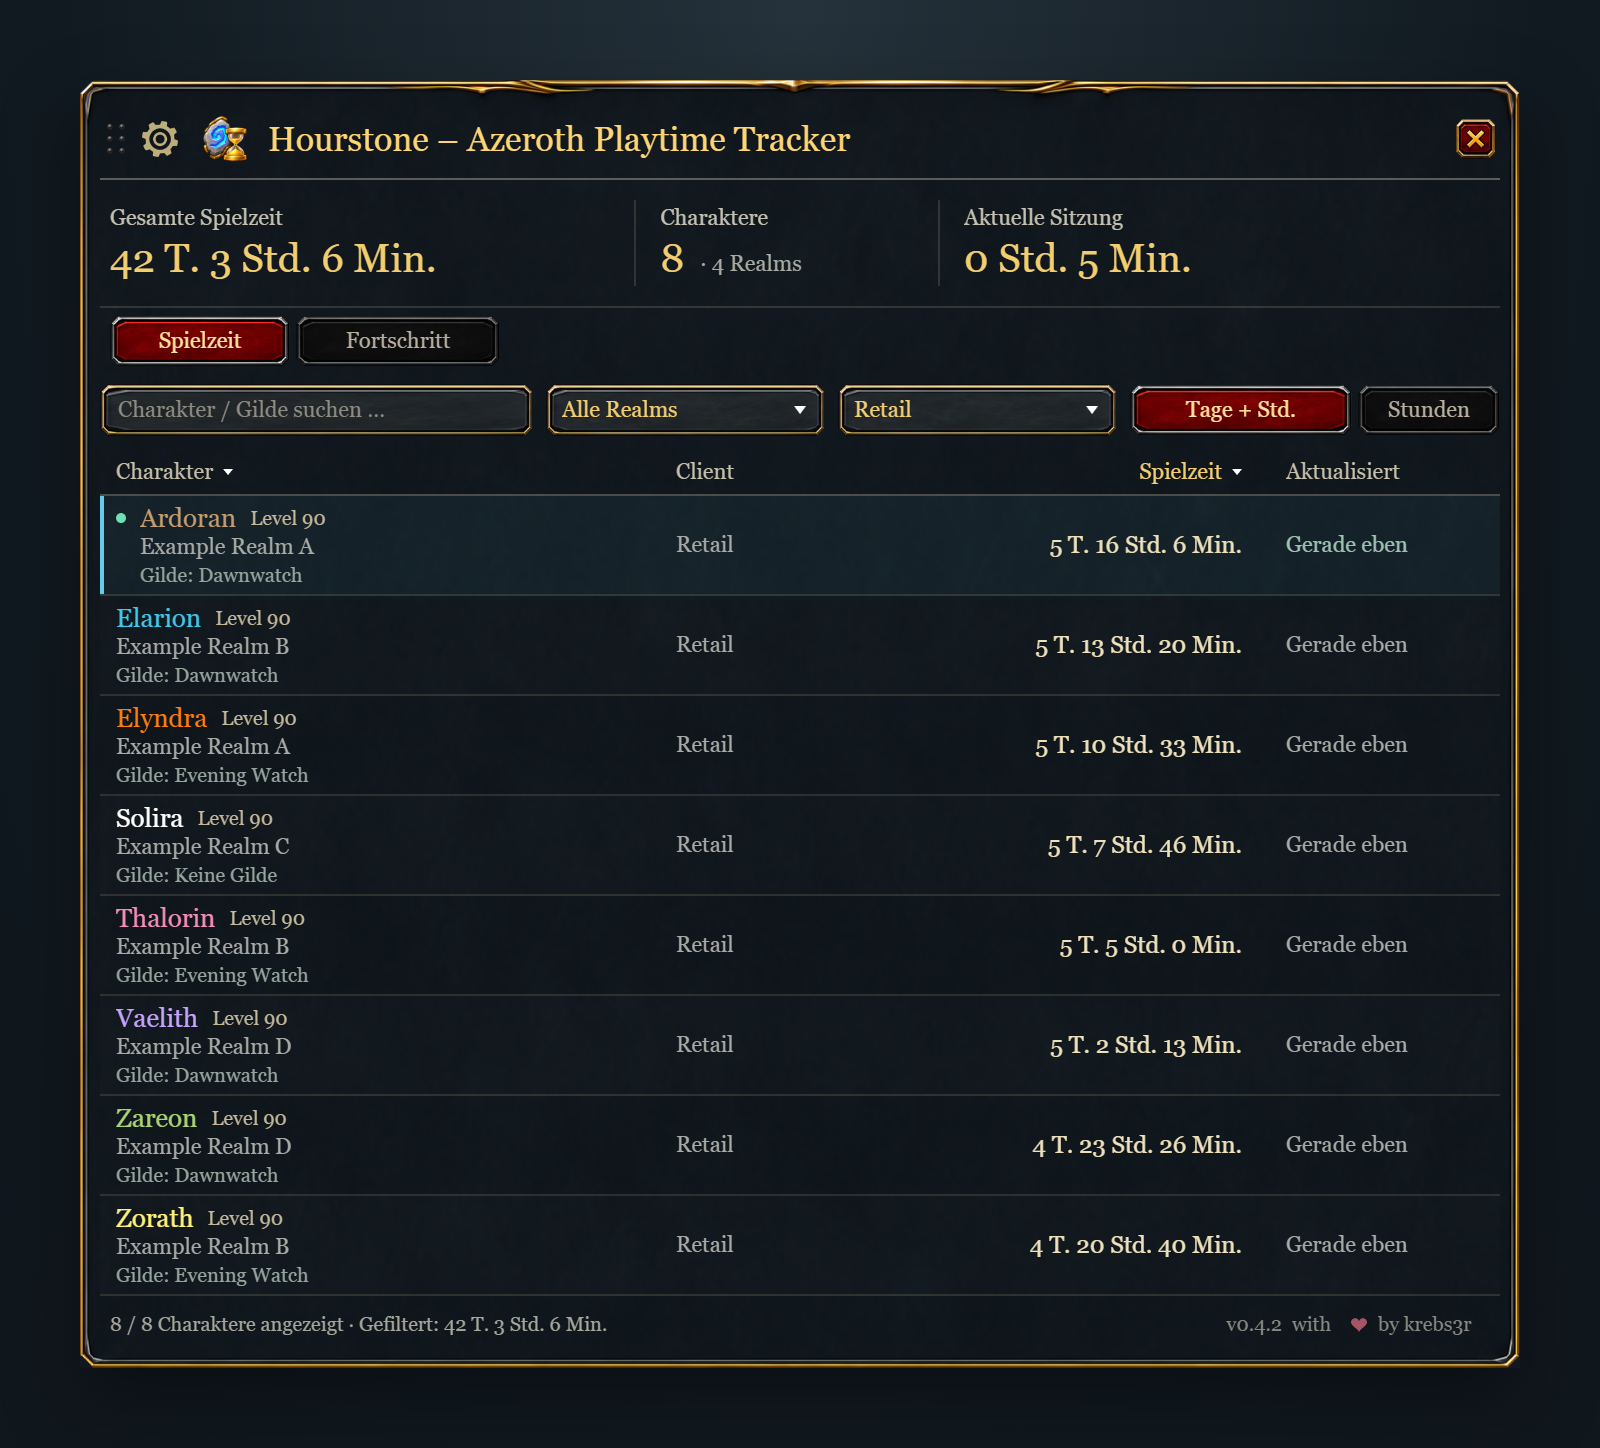 Hourstone – Azeroth Playtime Tracker
Gesamte Spielzeit
42 T. 3 Std. 6 Min.
Charaktere
8 · 4 Realms
Aktuelle Sitzung
0 Std. 5 Min.
Spielzeit Fortschritt
Charakter / Gilde suchen ... Alle Realms Retail Tage + Std. Stunden
Charakter Client Spielzeit Aktualisiert
Ardoran Level 90
Example Realm A
Gilde: Dawnwatch
Retail 5 T. 16 Std. 6 Min. Gerade eben
Elarion Level 90
Example Realm B
Gilde: Dawnwatch
Retail 5 T. 13 Std. 20 Min. Gerade eben
Elyndra Level 90
Example Realm A
Gilde: Evening Watch
Retail 5 T. 10 Std. 33 Min. Gerade eben
Solira Level 90
Example Realm C
Gilde: Keine Gilde
Retail 5 T. 7 Std. 46 Min. Gerade eben
Thalorin Level 90
Example Realm B
Gilde: Evening Watch
Retail 5 T. 5 Std. 0 Min. Gerade eben
Vaelith Level 90
Example Realm D
Gilde: Dawnwatch
Retail 5 T. 2 Std. 13 Min. Gerade eben
Zareon Level 90
Example Realm D
Gilde: Dawnwatch
Retail 4 T. 23 Std. 26 Min. Gerade eben
Zorath Level 90
Example Realm B
Gilde: Evening Watch
Retail 4 T. 20 Std. 40 Min. Gerade eben
8 / 8 Charaktere angezeigt · Gefiltert: 42 T. 3 Std. 6 Min.
v0.4.2 with ♥ by krebs3r